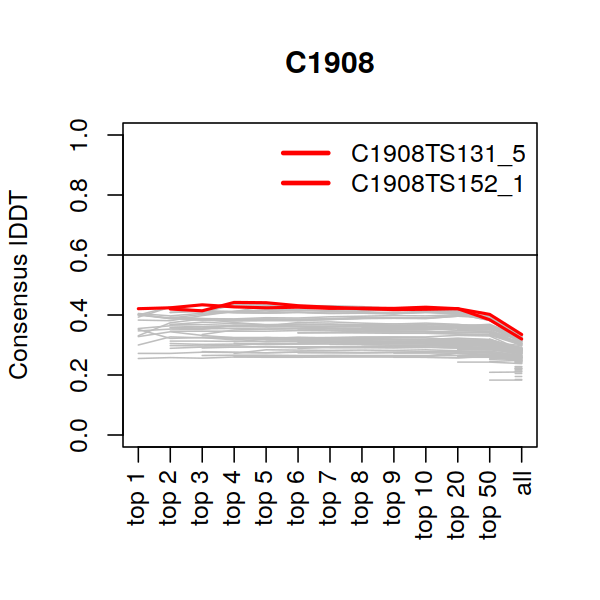 C1908
C1908TS131_5
C1908TS152_1
Consensus lDDT
0.0
0.2
0.4
0.6
0.8
1.0
top 1
top 2
top 3
top 4
top 5
top 6
top 7
top 8
top 9
top 10
top 20
top 50
all